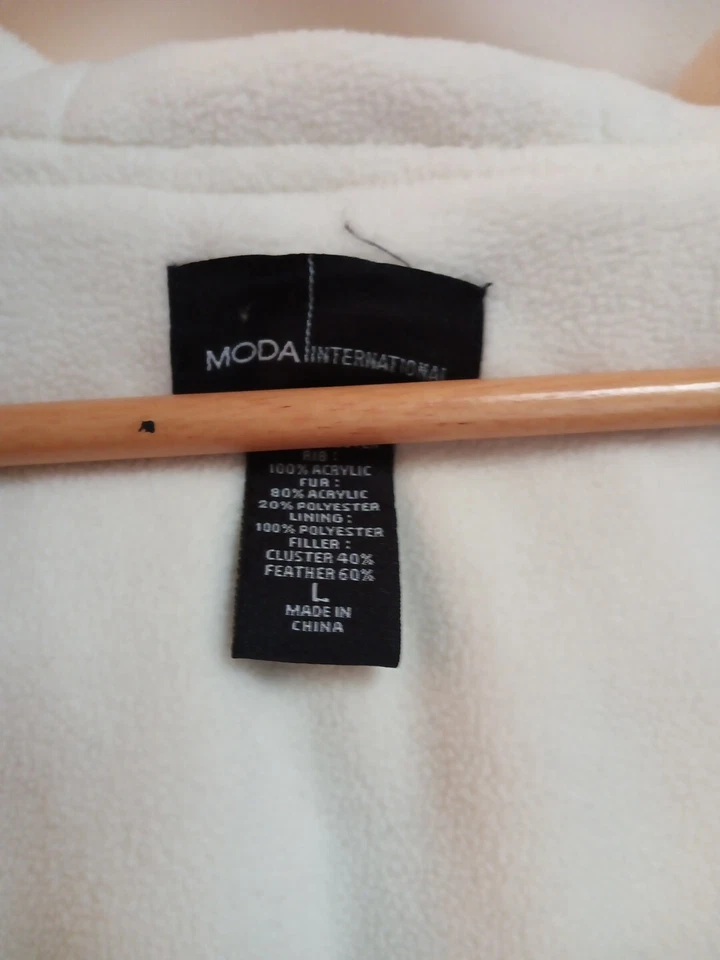 MODA INTERNATIONAL
RIB :
100% ACRYLIC
FUR :
80% ACRYLIC
20% POLYESTER
LINING :
100% POLYESTER
FILLER :
CLUSTER 40%
FEATHER 60%
L
MADE IN
CHINA